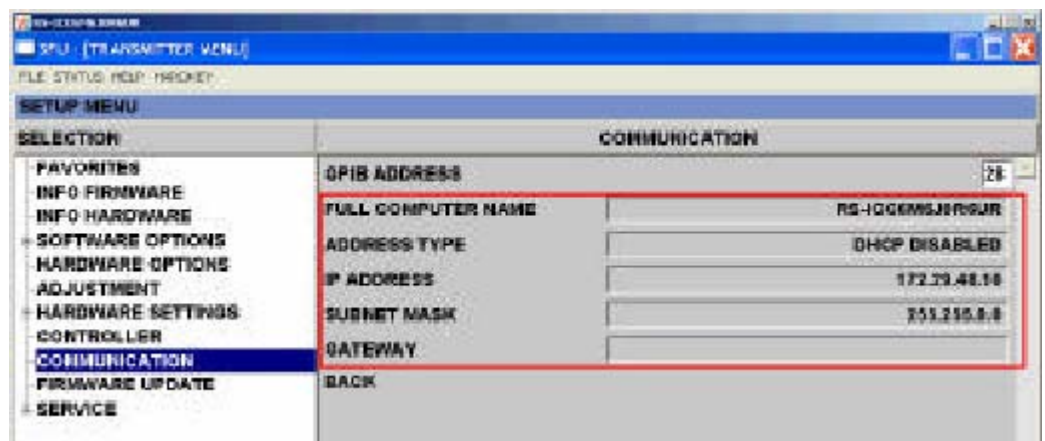 SFU - [TRANSMITTER MENU]
FILE STATUS HELP HARDKEY
SETUP MENU
SELECTION
COMMUNICATION
FAVORITES
INFO FIRMWARE
INFO HARDWARE
SOFTWARE OPTIONS
HARDWARE OPTIONS
ADJUSTMENT
HARDWARE SETTINGS
CONTROLLER
COMMUNICATION
FIRMWARE UPDATE
SERVICE
GPIB ADDRESS 28
FULL COMPUTER NAME
ADDRESS TYPE DHCP DISABLED
IP ADDRESS
SUBNET MASK
GATEWAY
BACK